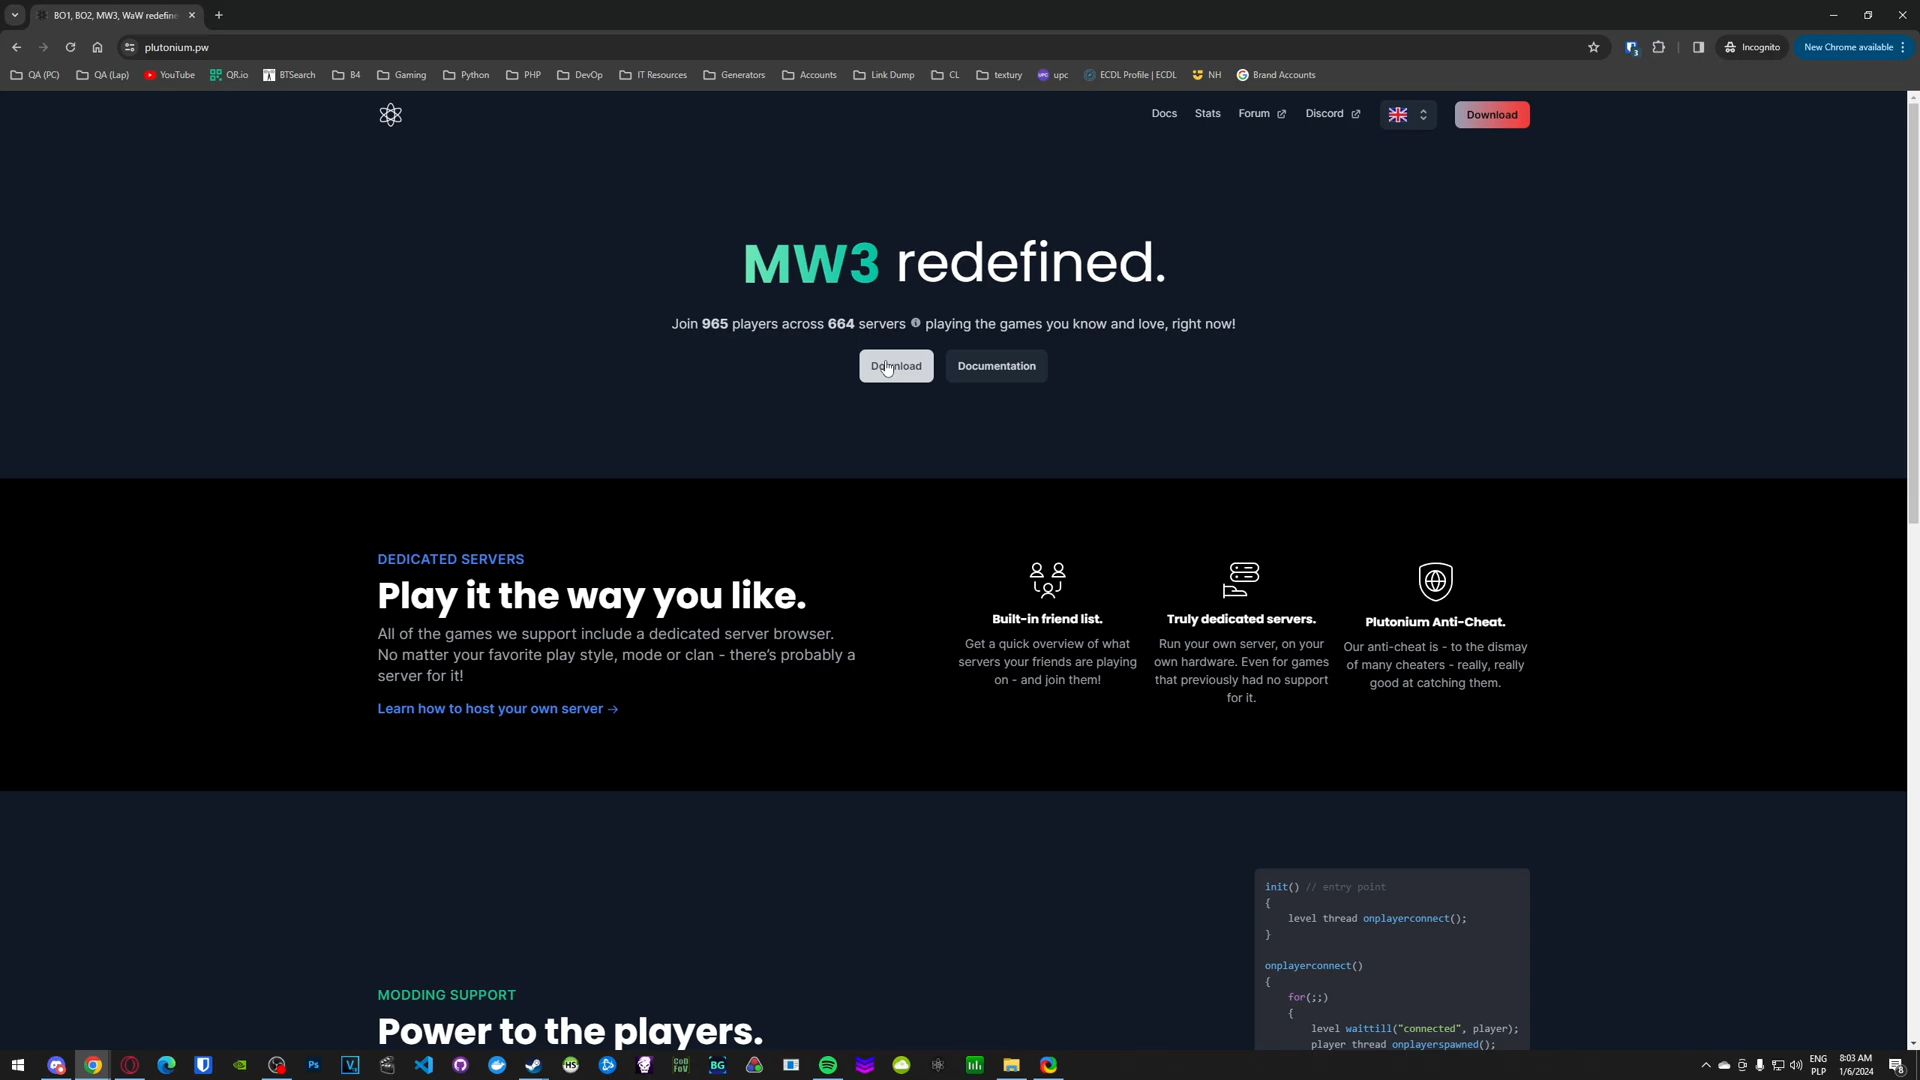 BO1, BO2, MW3, WaW redefine
plutonium.pw
Incognito
New Chrome available
QA (PC)
QA (Lap)
YouTube
QR.io
BTSearch
B4
Gaming
Python
PHP
DevOp
IT Resources
Generators
Accounts
Link Dump
CL
textury
upc
ECDL Profile | ECDL
NH
Brand Accounts
Docs
Stats
Forum
Discord
Download
MW3 redefined.
Join 965 players across 664 servers playing the games you know and love, right now!
Download
Documentation
DEDICATED SERVERS
Play it the way you like.
All of the games we support include a dedicated server browser.
No matter your favorite play style, mode or clan - there's probably a
server for it!
Learn how to host your own server →
Built-in friend list.
Get a quick overview of what
servers your friends are playing
on - and join them!
Truly dedicated servers.
Run your own server, on your
own hardware. Even for games
that previously had no support
for it.
Plutonium Anti-Cheat.
Our anti-cheat is - to the dismay
of many cheaters - really, really
good at catching them.
MODDING SUPPORT
Power to the players.
init() // entry point
{
level thread onplayerconnect();
}
onplayerconnect()
{
for(;;)
{
level waittill("connected", player);
player thread onplayerspawned();
ENG
PLP
8:03 AM
1/6/2024